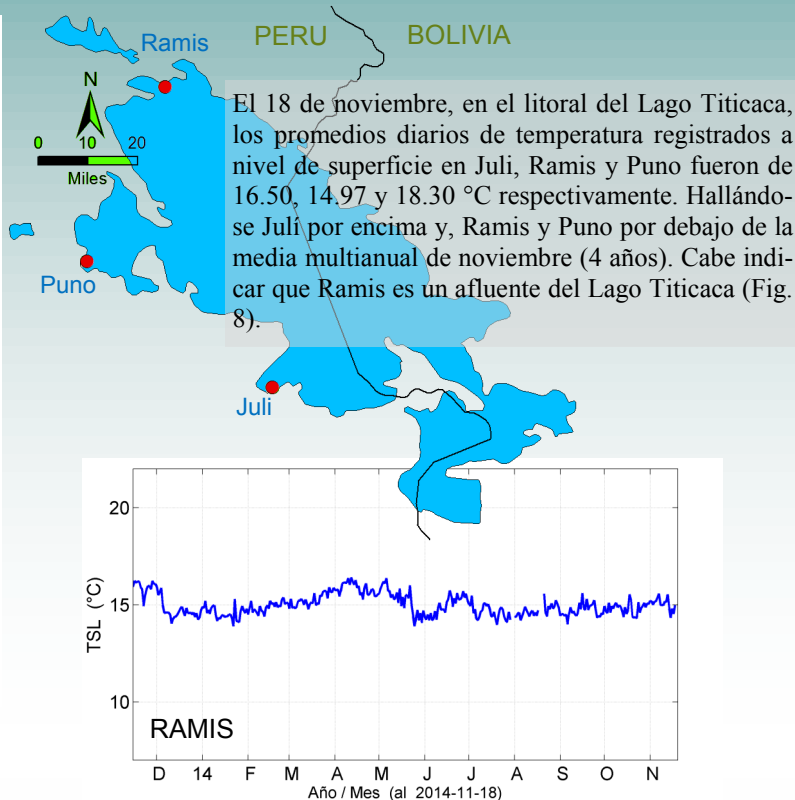 Ramis
PERU
BOLIVIA
N
0 10 20
Miles
El 18 de noviembre, en el litoral del Lago Titicaca,
los promedios diarios de temperatura registrados a
nivel de superficie en Juli, Ramis y Puno fueron de
16.50, 14.97 y 18.30 °C respectivamente. Hallándo-
se Julí por encima y, Ramis y Puno por debajo de la
media multianual de noviembre (4 años). Cabe indi-
car que Ramis es un afluente del Lago Titicaca (Fig.
8).
Puno
Juli
20
15
10
TSL (°C)
RAMIS
D 14 F M A M J J A S O N
Año / Mes (al 2014-11-18)